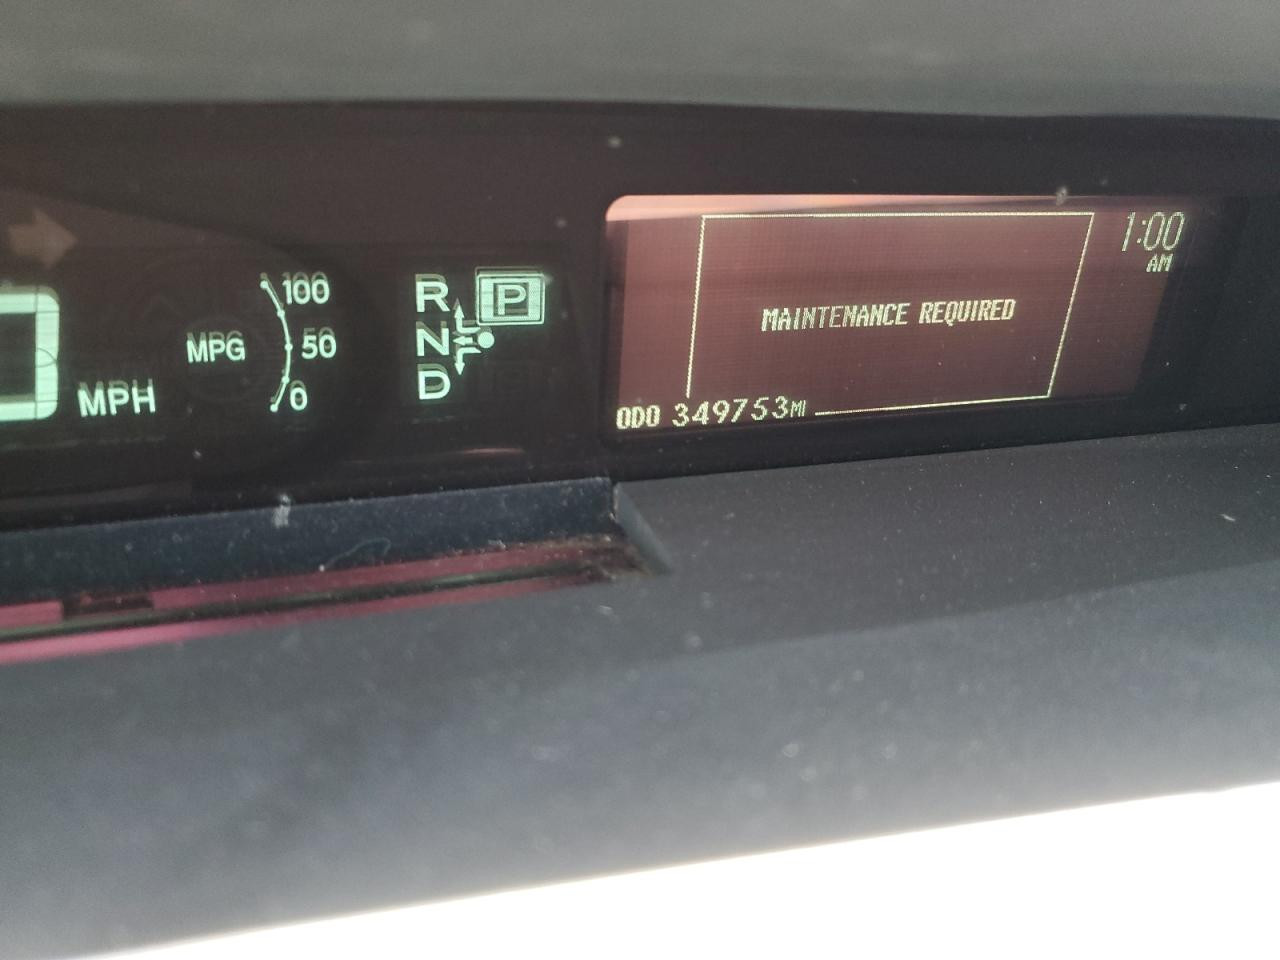 MPH
MPG
100
50
0
R
N
D
P
MAINTENANCE REQUIRED
1:00
AM
ODO 349753MI